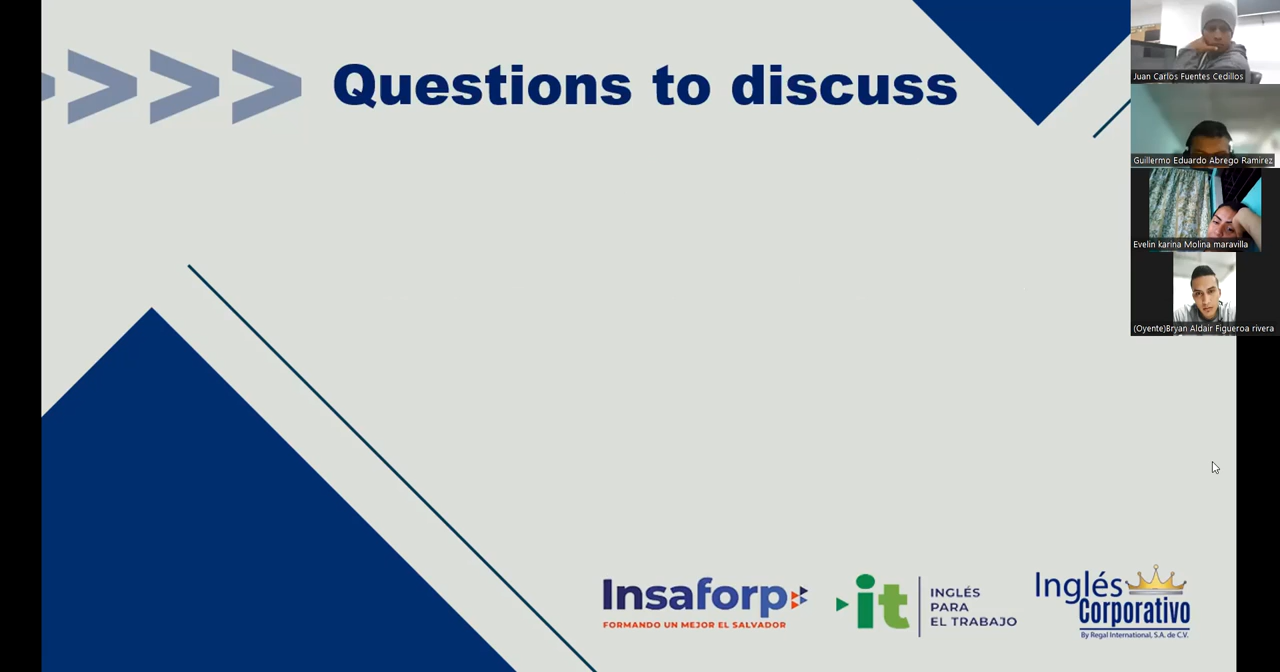 Questions to discuss
Juan Carlos Fuentes Cedillos
Guillermo Eduardo Abrego Ramirez
Evelin karina Molina maravilla
(Oyente)Bryan Aldair Figueroa rivera
Insaforp
FORMANDO UN MEJOR EL SALVADOR
it
INGLÉS
PARA
EL TRABAJO
Inglés
Corporativo
By Regal International, S.A. de C.V.